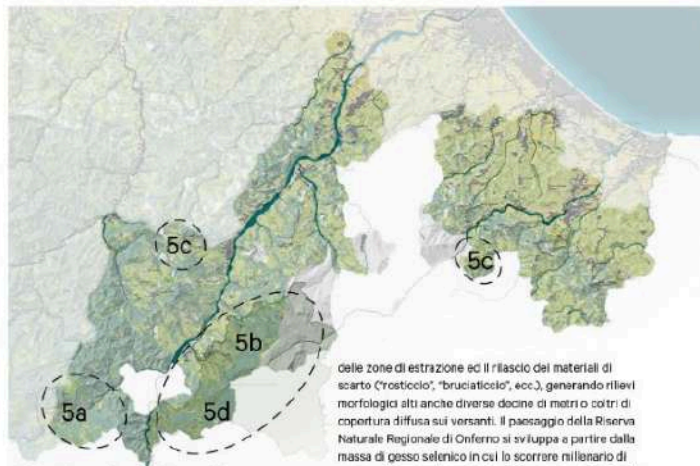 5c
5c
5b
5a
5d
delle zone di estrazione ed il rilascio dei materiali di
scarto ("rosticcio", "bruciaticcio", ecc.), generando rilievi
morfologici alti anche diverse decine di metri o coltri di
copertura diffusa sui versanti. Il paesaggio della Riserva
Naturale Regionale di Onferno si sviluppa a partire dalla
massa di gesso selenico in cui lo scorrere millenario di